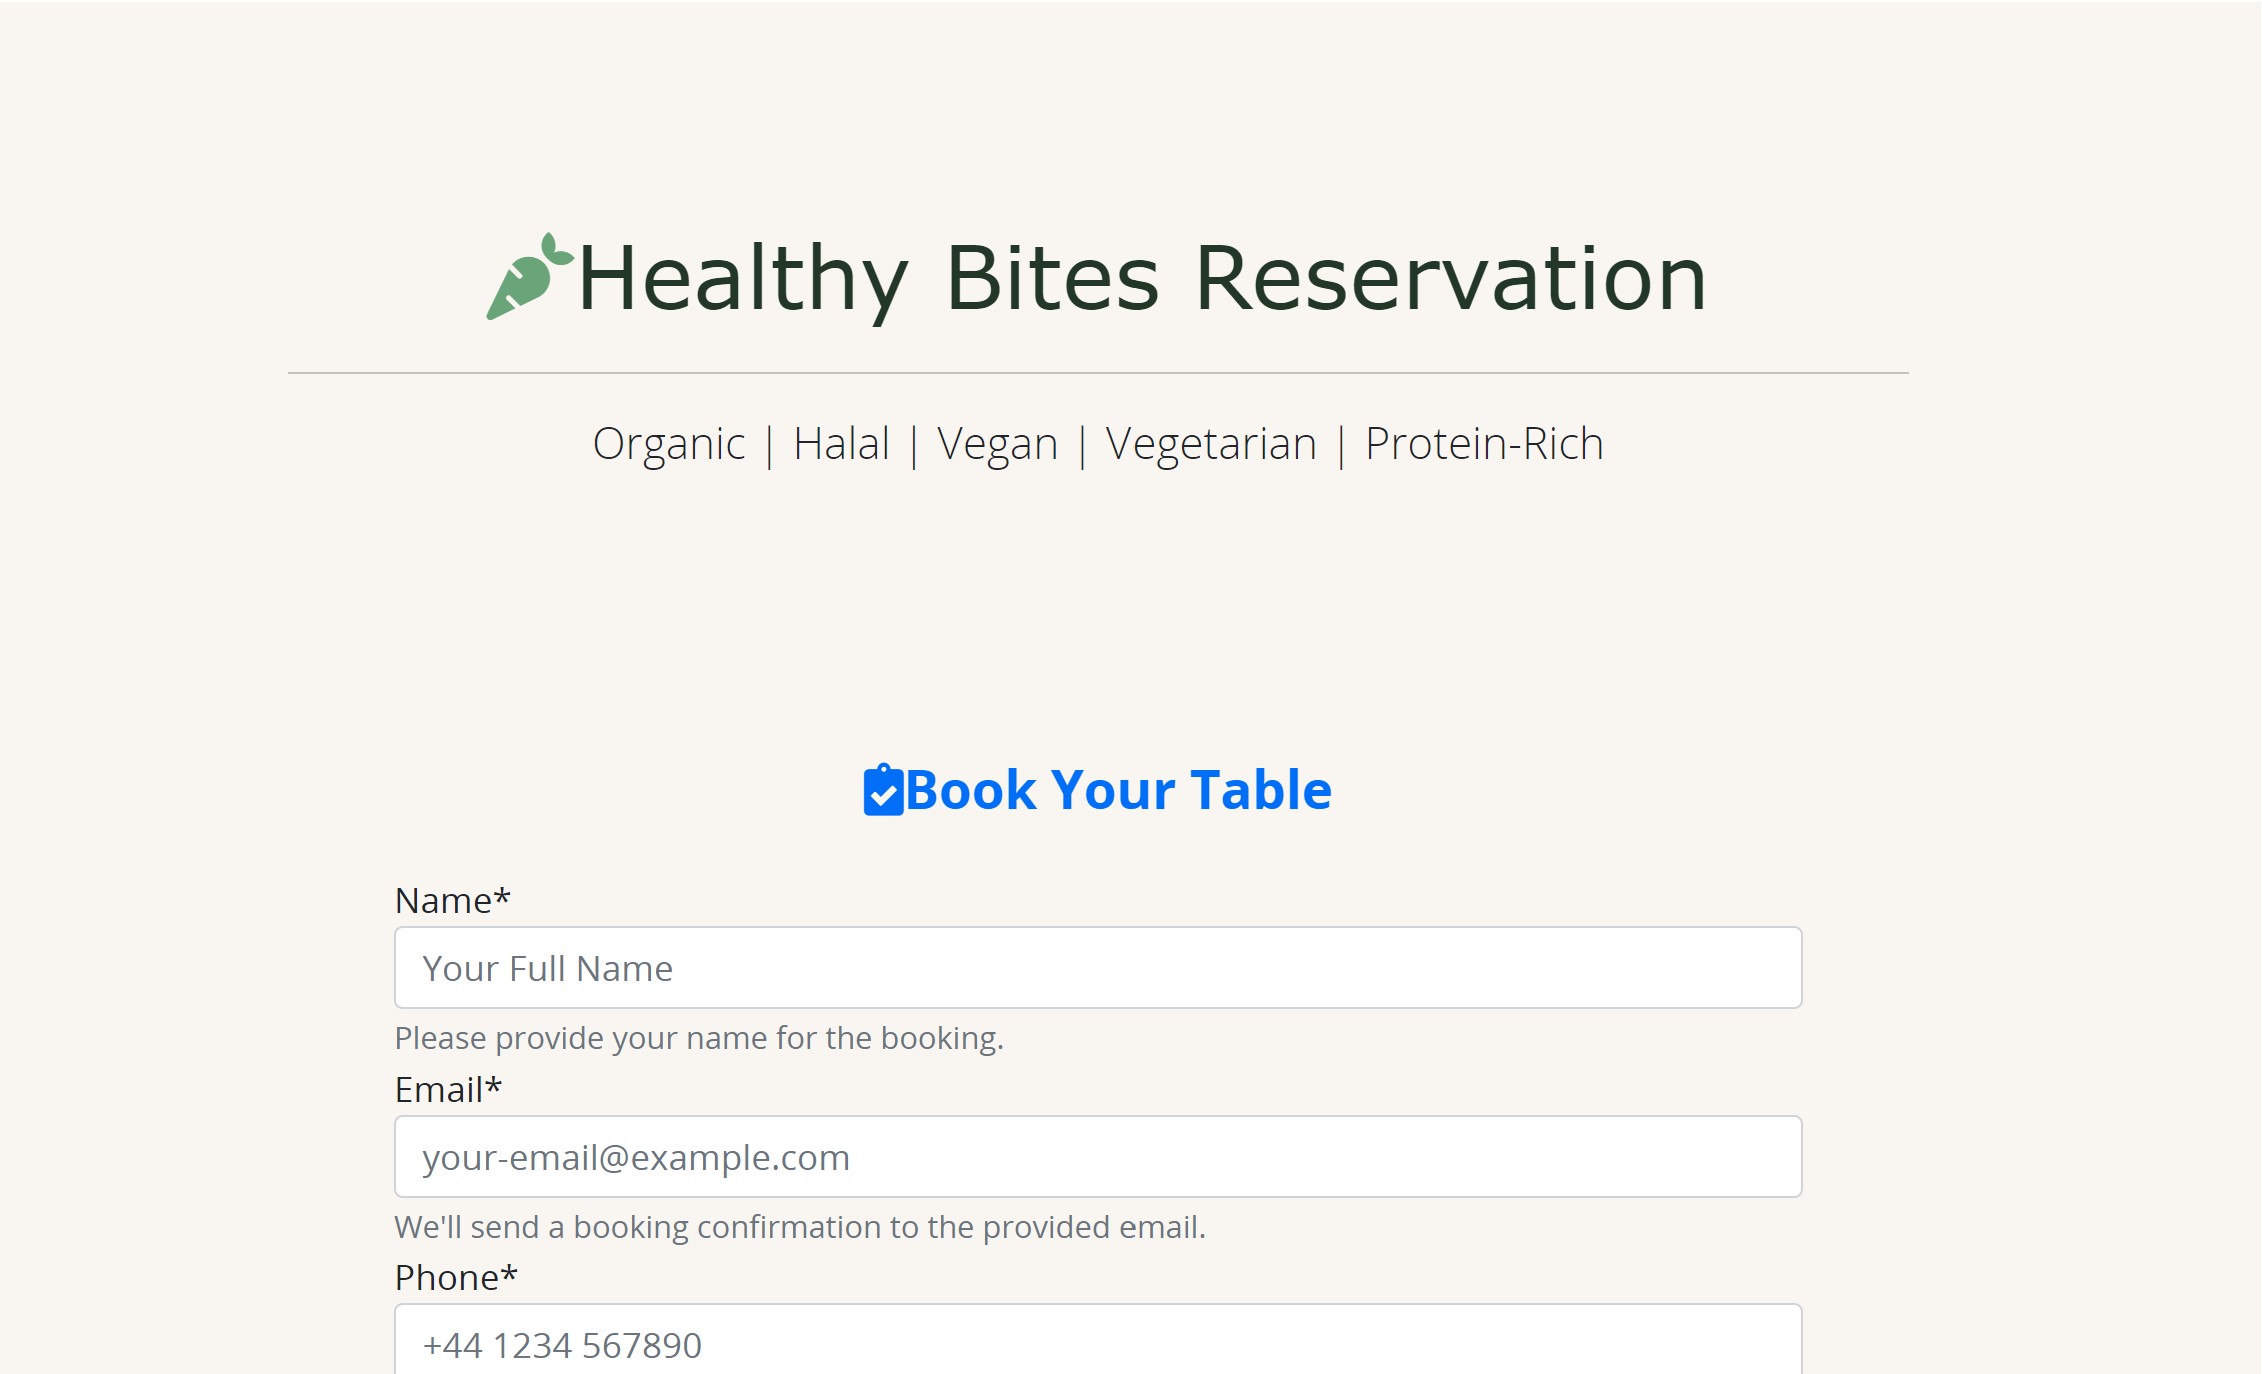 Healthy Bites Reservation
Organic | Halal | Vegan | Vegetarian | Protein-Rich
Book Your Table
Name*
Your Full Name
Please provide your name for the booking.
Email*
your-email@example.com
We'll send a booking confirmation to the provided email.
Phone*
+44 1234 567890